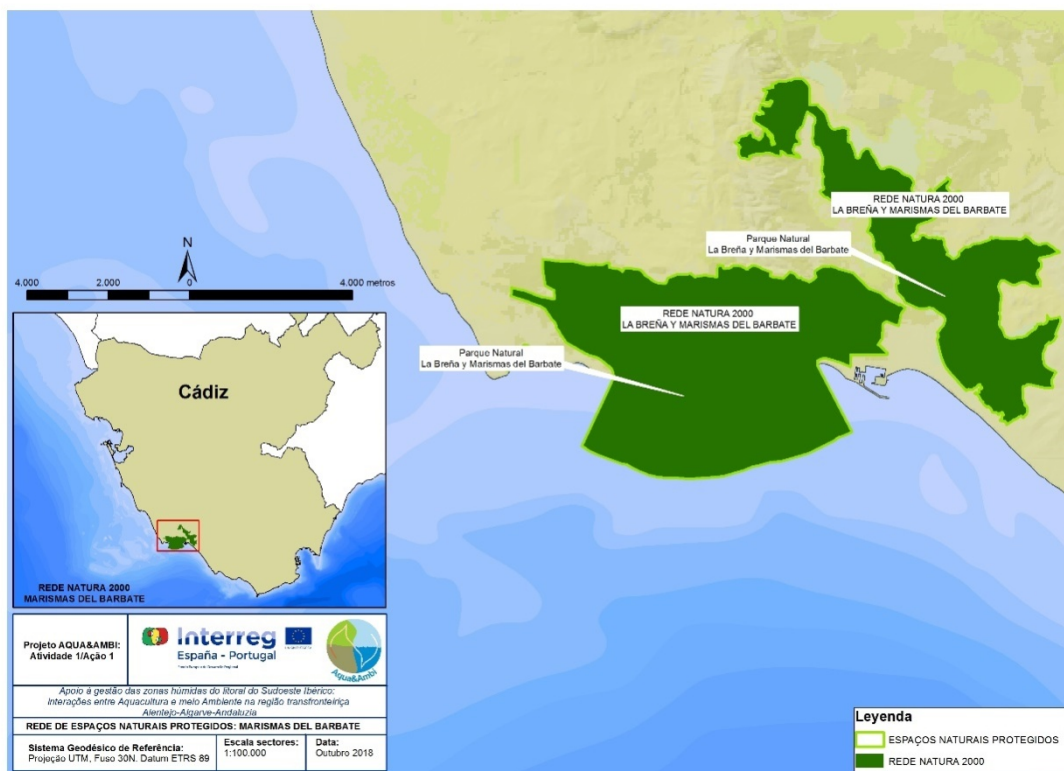 REDE NATURA 2000
LA BREÑA Y MARISMAS DEL BARBATE
Parque Natural
La Breña y Marismas del Barbate
N
4.000 2.000 0 4.000 metros
REDE NATURA 2000
LA BREÑA Y MARISMAS DEL BARBATE
Parque Natural
La Breña y Marismas del Barbate
Cádiz
REDE NATURA 2000
MARISMAS DEL BARBATE
Projeto AQUA&AMBI:
Atividade 1/Ação 1
Interreg
España - Portugal
Aqua&Ambi
Apoio à gestão das zonas húmidas do litoral do Sudoeste Ibérico:
Interações entre Aquacultura e meio Ambiente na região transfronteiriça
Alentejo-Algarve-Andaluzia
REDE DE ESPAÇOS NATURAIS PROTEGIDOS: MARISMAS DEL BARBATE
Sistema Geodésico de Referência:
Projeção UTM, Fuso 30N. Datum ETRS 89
Escala sectores:
1:100.000
Data:
Outubro 2018
Leyenda
ESPAÇOS NATURAIS PROTEGIDOS
REDE NATURA 2000